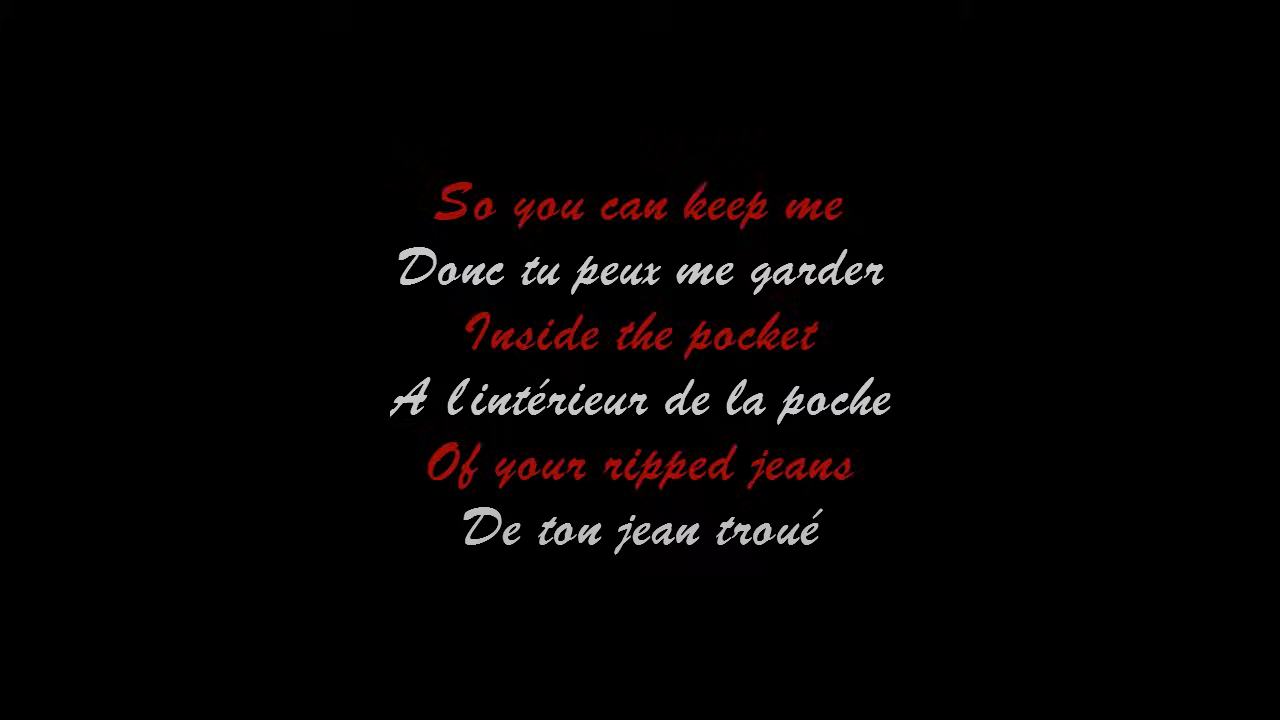 So you can keep me
Donc tu peux me garder
Inside the pocket
A l'intérieur de la poche
Of your ripped jeans
De ton jean troué